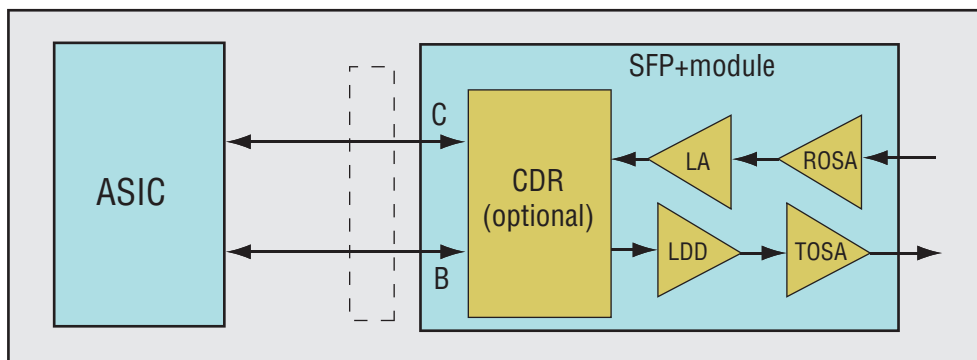 SFP+module
C
ASIC
CDR
(optional)
LA
ROSA
LDD
TOSA
B